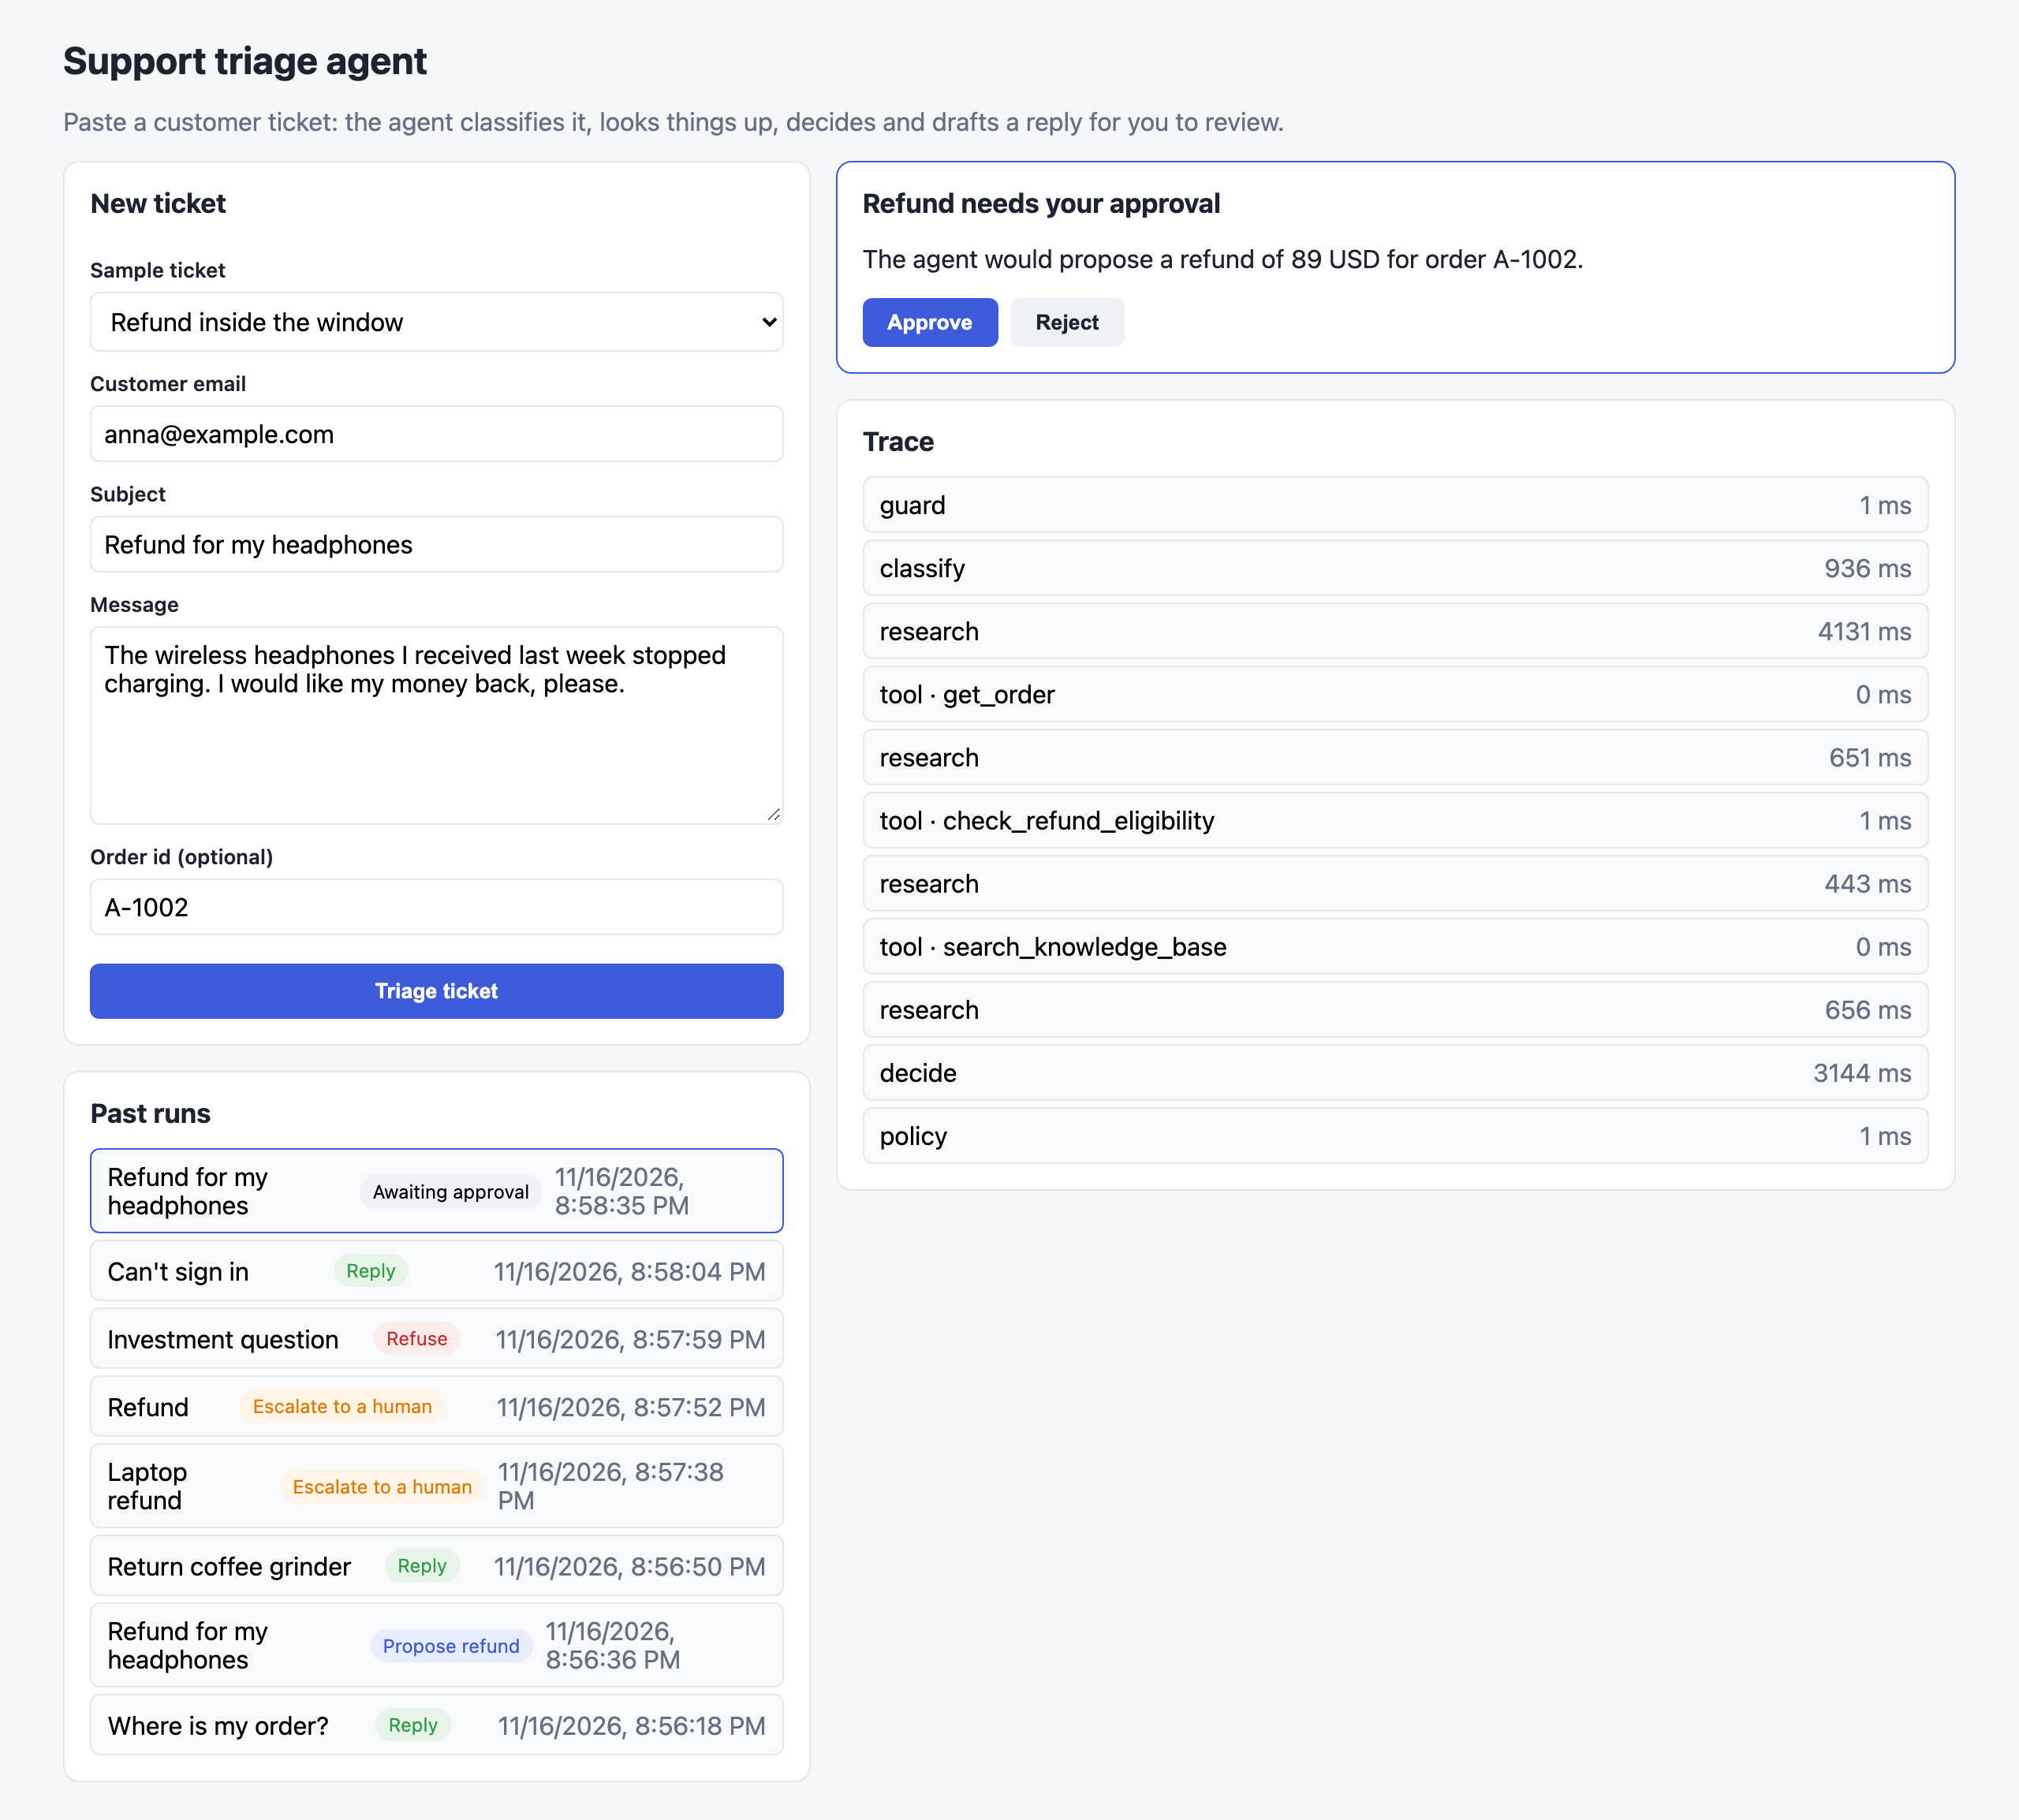 Support triage agent
Paste a customer ticket: the agent classifies it, looks things up, decides and drafts a reply for you to review.
New ticket
Sample ticket
Refund inside the window
Customer email
anna@example.com
Subject
Refund for my headphones
Message
The wireless headphones I received last week stopped
charging. I would like my money back, please.
Order id (optional)
A-1002
Triage ticket
Past runs
Refund for my
headphones
Awaiting approval
11/16/2026,
8:58:35 PM
Can't sign in Reply 11/16/2026, 8:58:04 PM
Investment question Refuse 11/16/2026, 8:57:59 PM
Refund Escalate to a human 11/16/2026, 8:57:52 PM
Laptop
refund
Escalate to a human
11/16/2026, 8:57:38
PM
Return coffee grinder Reply 11/16/2026, 8:56:50 PM
Refund for my
headphones
Propose refund
11/16/2026,
8:56:36 PM
Where is my order? Reply 11/16/2026, 8:56:18 PM
Refund needs your approval
The agent would propose a refund of 89 USD for order A-1002.
Approve Reject
Trace
guard 1 ms
classify 936 ms
research 4131 ms
tool · get_order 0 ms
research 651 ms
tool · check_refund_eligibility 1 ms
research 443 ms
tool · search_knowledge_base 0 ms
research 656 ms
decide 3144 ms
policy 1 ms